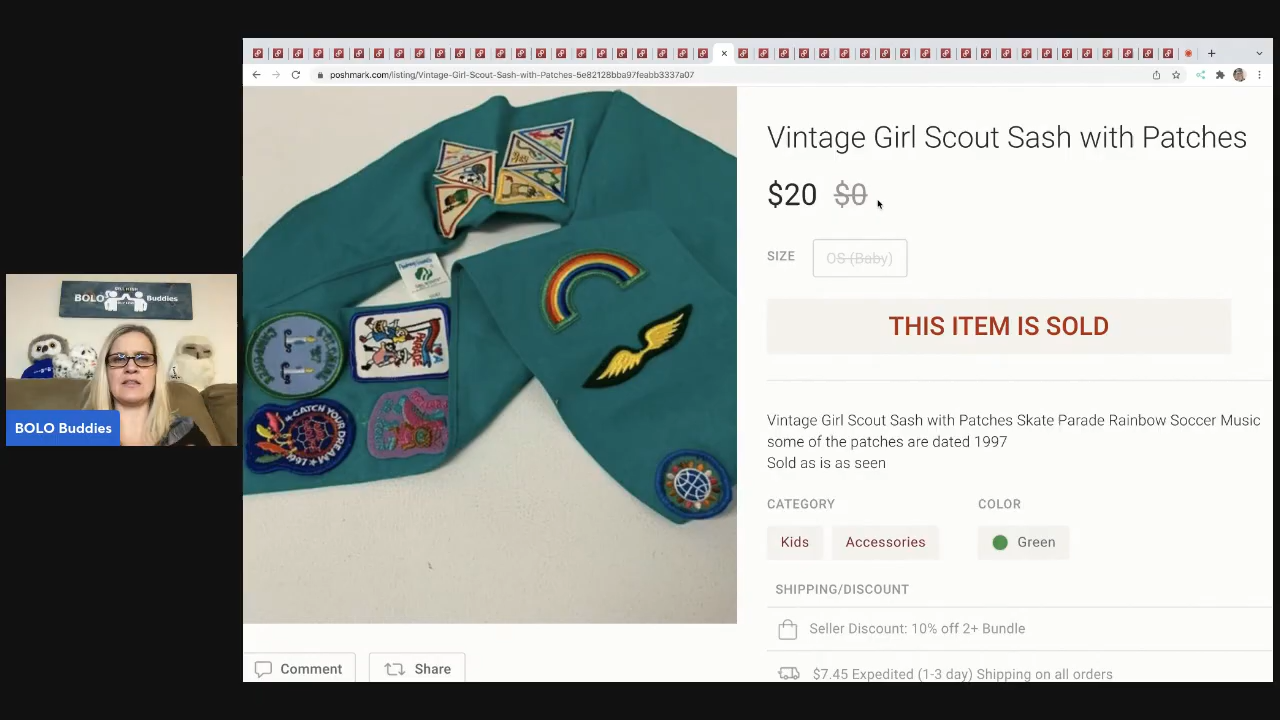 poshmark.com/listing/Vintage-Girl-Scout-Sash-with-Patches-5e82128bba97feabb3337a07
Vintage Girl Scout Sash with Patches
$20 $0
SIZE OS (Baby)
THIS ITEM IS SOLD
Vintage Girl Scout Sash with Patches Skate Parade Rainbow Soccer Music
some of the patches are dated 1997
Sold as is as seen
CATEGORY
COLOR
Kids
Accessories
Green
SHIPPING/DISCOUNT
Seller Discount: 10% off 2+ Bundle
$7.45 Expedited (1-3 day) Shipping on all orders
Comment
Share
I
A
PARADE
CATCH YOUR DREAM
1997
BOLO Buddies
BOLO Buddies